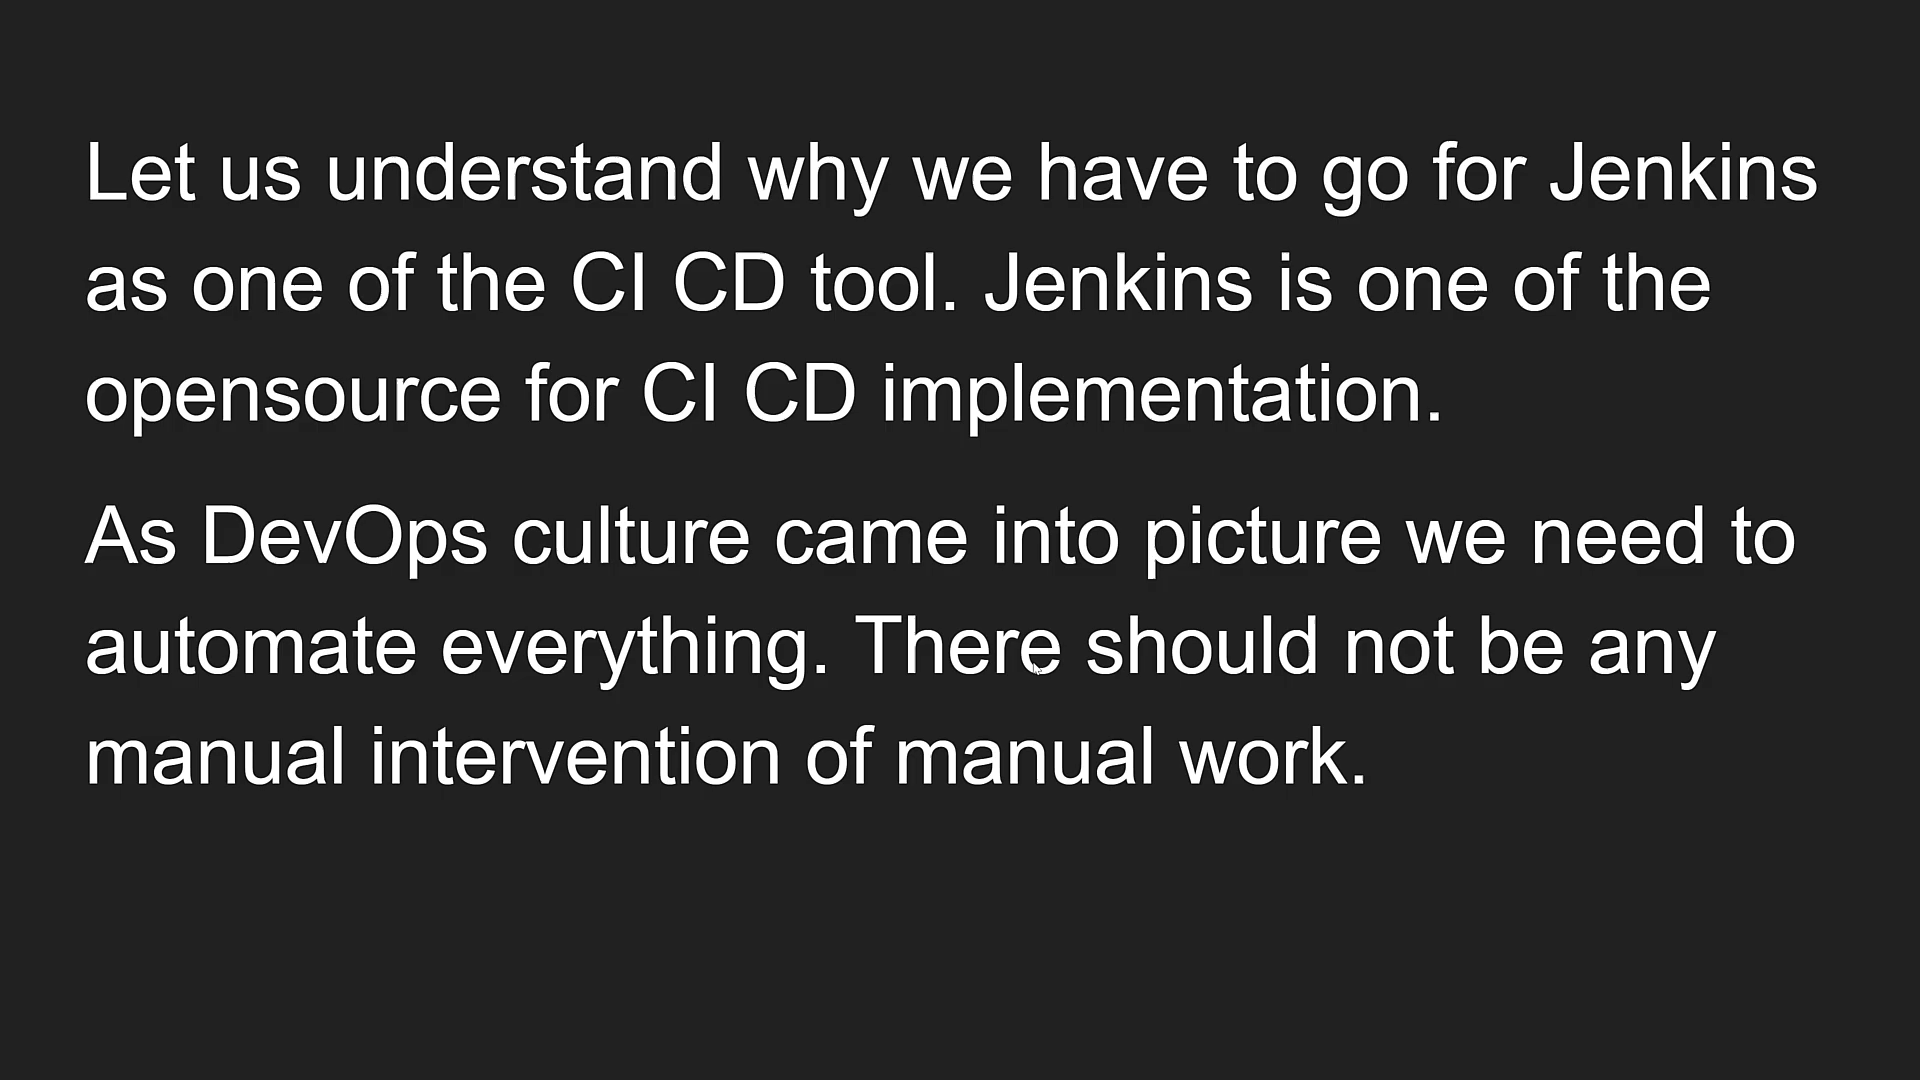 Let us understand why we have to go for Jenkins
as one of the CI CD tool. Jenkins is one of the
opensource for CI CD implementation.
As DevOps culture came into picture we need to
automate everything. There should not be any
manual intervention of manual work.